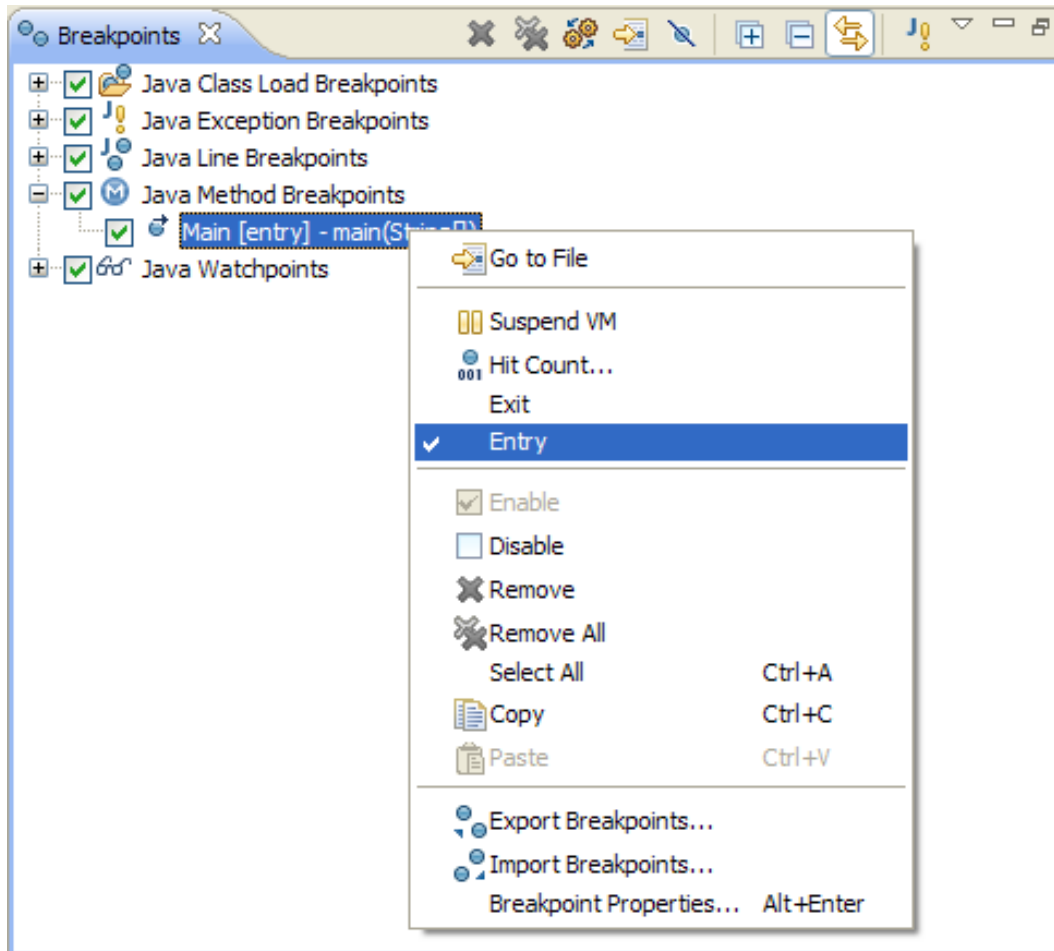 Breakpoints
Java Class Load Breakpoints
Java Exception Breakpoints
Java Line Breakpoints
Java Method Breakpoints
Main [entry] - main(String[])
Java Watchpoints
Go to File
Suspend VM
001 Hit Count...
Exit
Entry
Enable
Disable
Remove
Remove All
Select All Ctrl+A
Copy Ctrl+C
Paste Ctrl+V
Export Breakpoints...
Import Breakpoints...
Breakpoint Properties... Alt+Enter